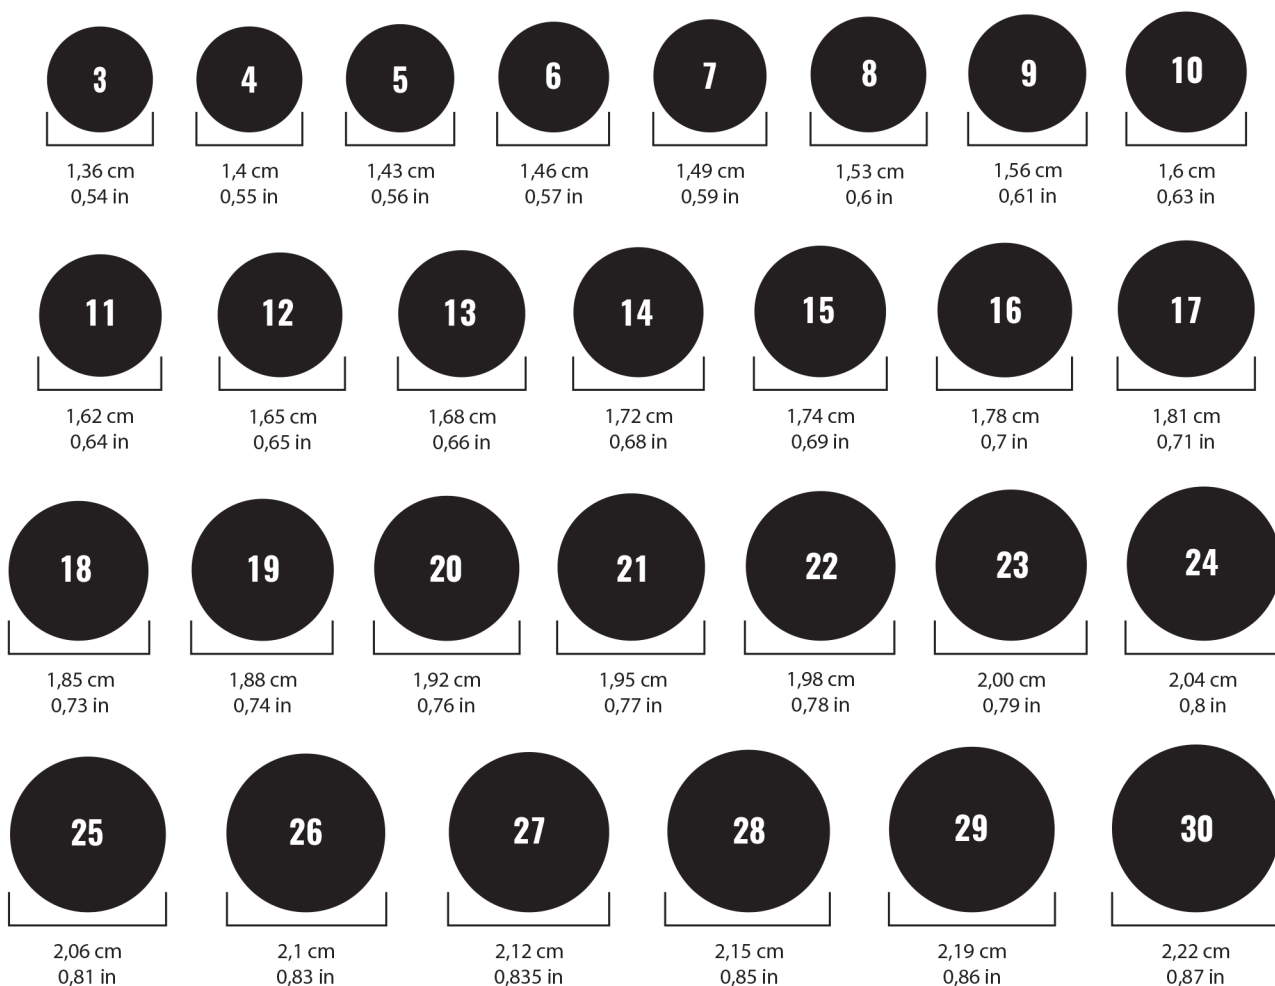 3 4 5 6 7 8 9 10
1,36 cm 1,4 cm 1,43 cm 1,46 cm 1,49 cm 1,53 cm 1,56 cm 1,6 cm
0,54 in 0,55 in 0,56 in 0,57 in 0,59 in 0,6 in 0,61 in 0,63 in
11 12 13 14 15 16 17
1,62 cm 1,65 cm 1,68 cm 1,72 cm 1,74 cm 1,78 cm 1,81 cm
0,64 in 0,65 in 0,66 in 0,68 in 0,69 in 0,7 in 0,71 in
18 19 20 21 22 23 24
1,85 cm 1,88 cm 1,92 cm 1,95 cm 1,98 cm 2,00 cm 2,04 cm
0,73 in 0,74 in 0,76 in 0,77 in 0,78 in 0,79 in 0,8 in
25 26 27 28 29 30
2,06 cm 2,1 cm 2,12 cm 2,15 cm 2,19 cm 2,22 cm
0,81 in 0,83 in 0,835 in 0,85 in 0,86 in 0,87 in